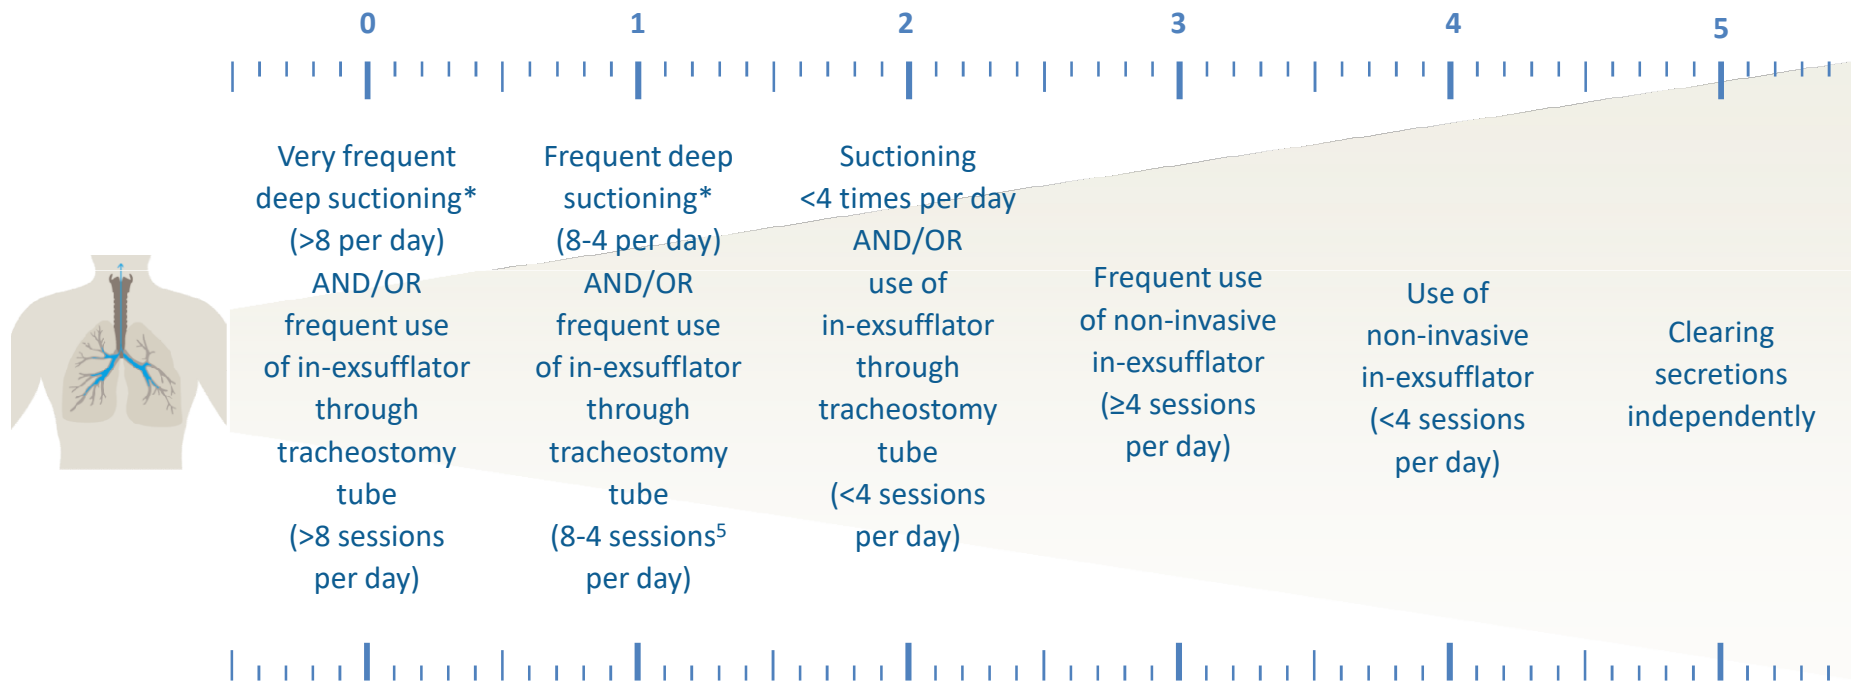 0
1
2
3
4
5
Very frequent
deep suctioning*
(>8 per day)
AND/OR
frequent use
of in-exsufflator
through
tracheostomy
tube
(>8 sessions
per day)
Frequent deep
suctioning*
(8-4 per day)
AND/OR
frequent use
of in-exsufflator
through
tracheostomy
tube
(8-4 sessions⁵
per day)
Suctioning
<4 times per day
AND/OR
use of
in-exsufflator
through
tracheostomy
tube
(<4 sessions
per day)
Frequent use
of non-invasive
in-exsufflator
(≥4 sessions
per day)
Use of
non-invasive
in-exsufflator
(<4 sessions
per day)
Clearing
secretions
independently